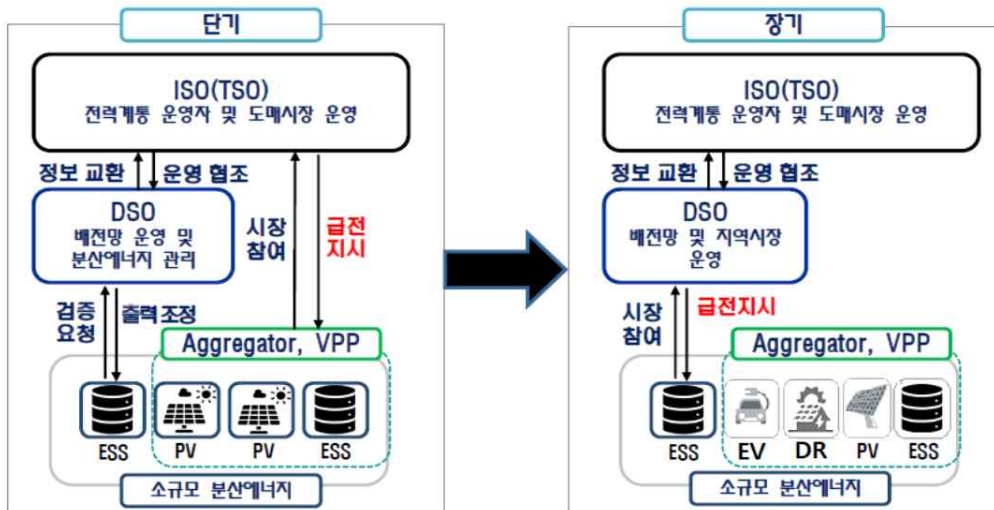 단기
ISO(TSO)
전력계통 운영자 및 도매시장 운영
정보 교환
운영 협조
DSO
배전망 운영 및
분산에너지 관리
시장
참여
급전
지시
검증
요청
출력 조정
Aggregator, VPP
ESS
PV
PV
ESS
소규모 분산에너지
장기
ISO(TSO)
전력계통 운영자 및 도매시장 운영
정보 교환
운영 협조
DSO
배전망 및 지역시장
운영
시장
참여
급전지시
Aggregator, VPP
ESS
EV
DR
PV
ESS
소규모 분산에너지